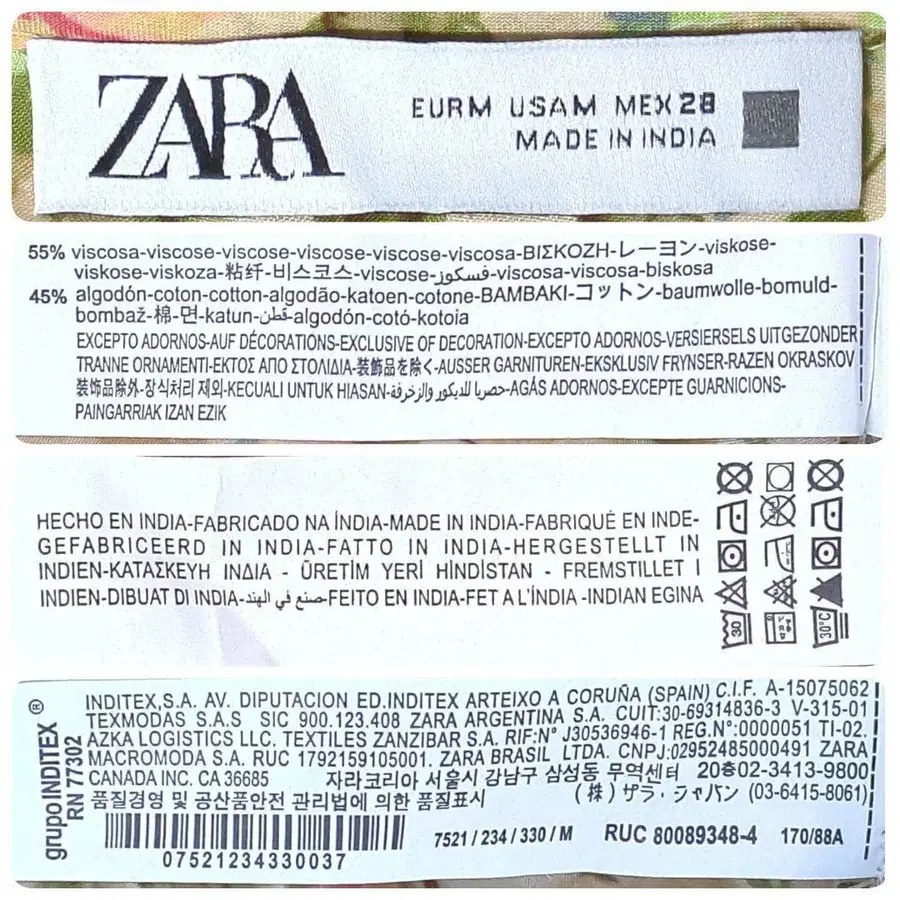 ZARA
EURM USAM MEX 28
MADE IN INDIA
55% viscosa-viscose-viscose-viscose-viscose-viscosa-ΒΙΣΚΟΖΗ-レーヨン-viskose-
viskose-viskoza-粘纤-비스코스-viscose-فسكوز-viscosa-viscosa-biskosa
45% algodón-coton-cotton-algodão-katoen-cotone-BAMBAKI-コットン-baumwolle-bomuld-
bombaž-棉-면-katun-قطن-algodón-cotó-kotoia
EXCEPTO ADORNOS-AUF DÉCORATIONS-EXCLUSIVE OF DECORATION-EXCEPTO ADORNOS-VERSIERSELS UITGEZONDER
TRANNE ORNAMENTI-ΕΚΤΟΣ ΑΠΟ ΣΤΟΛΙΔΙΑ-装飾品を除く-AUSSER GARNITUREN-EKSKLUSIV FRYNSER-RAZEN OKRASKOV
装饰品除外-장식처리 제외-KECUALI UNTUK HIASAN-حصريا للديكور والزخرفة-AGÁS ADORNOS-EXCEPTE GUARNICIONS-
PAINGARRIAK IZAN EZIK
HECHO EN INDIA-FABRICADO NA ÍNDIA-MADE IN INDIA-FABRIQUÉ EN INDE-
GEFABRICEERD IN INDIA-FATTO IN INDIA-HERGESTELLT IN
INDIEN-ΚΑΤΑΣΚΕΥΗ ΙΝΔΙΑ - ÜRETİM YERİ HİNDİSTAN - FREMSTILLET I
INDIEN-DIBUAT DI INDIA-صنع في الهند-FEITO EN INDIA-FET A L'ÍNDIA -INDIAN EGINA
30
30°C
grupo INDITEX ®
RN 77302
INDITEX,S.A. AV. DIPUTACION ED.INDITEX ARTEIXO A CORUÑA (SPAIN) C.I.F. A-15075062
TEXMODAS S.A.S SIC 900.123.408 ZARA ARGENTINA S.A. CUIT:30-69314836-3 V-315-01
AZKA LOGISTICS LLC. TEXTILES ZANZIBAR S.A. RIF:Nº J30536946-1 REG.Nº:0000051 TI-02.
MACROMODA S.A. RUC 1792159105001. ZARA BRASIL LTDA. CNPJ:02952485000491 ZARA
CANADA INC. CA 36685 자라코리아 서울시 강남구 삼성동 무역센터 20층02-3413-9800
품질경영 및 공산품안전 관리법에 의한 품질표시 (株) ザラ・ジャパン (03-6415-8061)
07521234330037
7521 / 234 / 330 / M RUC 80089348-4 170/88A